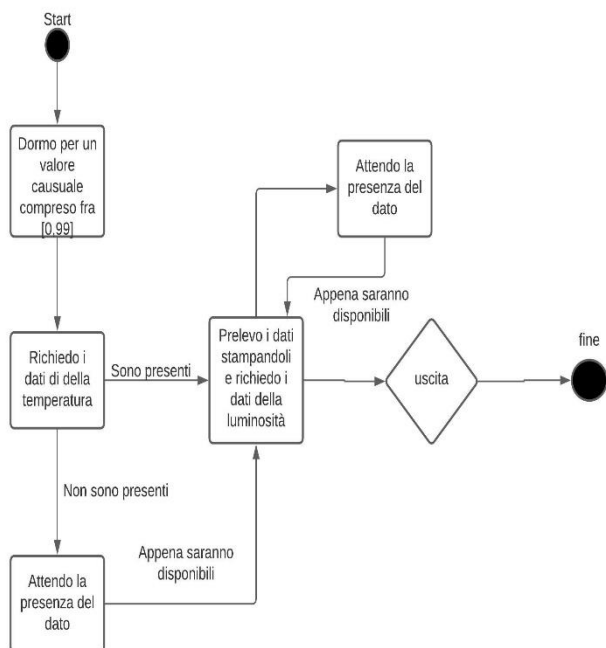 Start
Dormo per un
valore
causuale
compreso fra
[0,99]
Attendo la
presenza del
dato
Appena saranno
disponibili
Richiedo i
dati di della
temperatura
Sono presenti
Prelevo i dati
stampandoli
e richiedo i
dati della
luminosità
uscita
fine
Non sono presenti
Appena saranno
disponibili
Attendo la
presenza del
dato